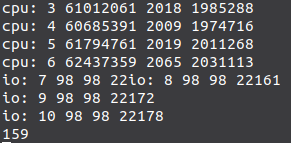 cpu: 3 61012061 2018 1985288
cpu: 4 60685391 2009 1974716
cpu: 5 61794761 2019 2011268
cpu: 6 62437359 2065 2031113
io: 7 98 98 22io: 8 98 98 22161
io: 9 98 98 22172
io: 10 98 98 22178
159